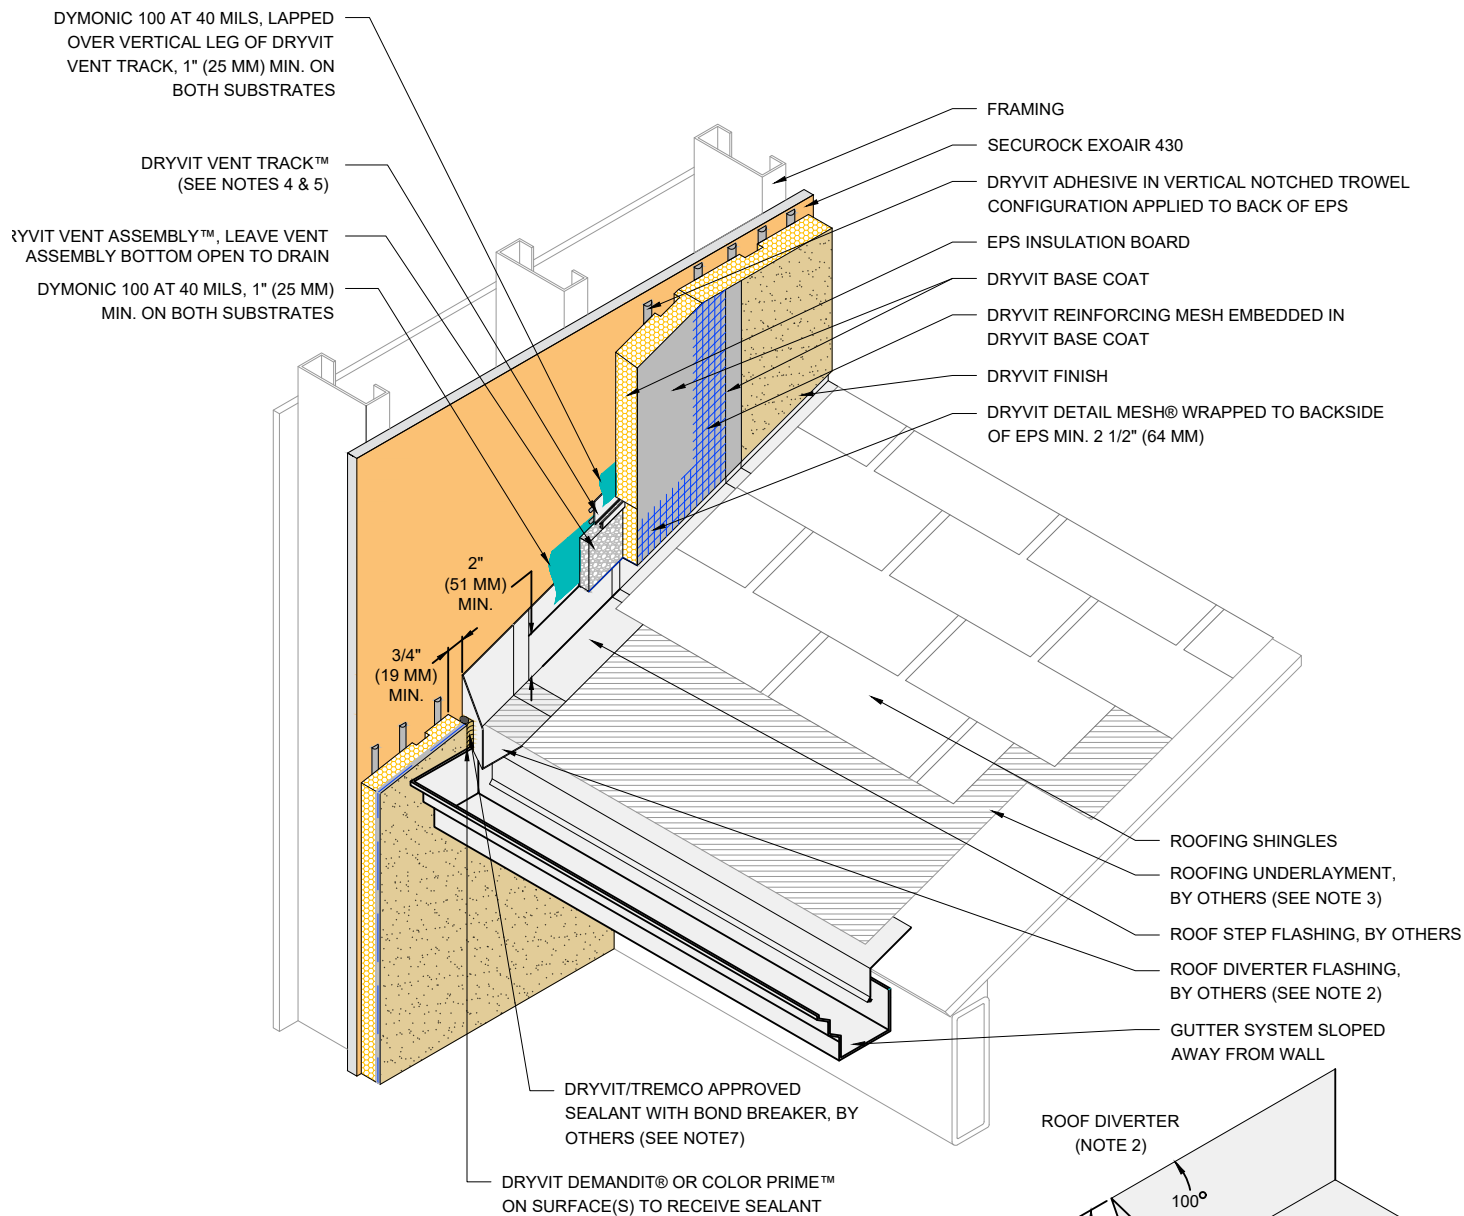 DYMONIC 100 AT 40 MILS, LAPPED
OVER VERTICAL LEG OF DRYVIT
VENT TRACK, 1" (25 MM) MIN. ON
BOTH SUBSTRATES
DRYVIT VENT TRACK™
(SEE NOTES 4 & 5)
RYVIT VENT ASSEMBLY™, LEAVE VENT
ASSEMBLY BOTTOM OPEN TO DRAIN
DYMONIC 100 AT 40 MILS, 1" (25 MM)
MIN. ON BOTH SUBSTRATES
FRAMING
SECUROCK EXOAIR 430
DRYVIT ADHESIVE IN VERTICAL NOTCHED TROWEL
CONFIGURATION APPLIED TO BACK OF EPS
EPS INSULATION BOARD
DRYVIT BASE COAT
DRYVIT REINFORCING MESH EMBEDDED IN
DRYVIT BASE COAT
DRYVIT FINISH
DRYVIT DETAIL MESH® WRAPPED TO BACKSIDE
OF EPS MIN. 2 1/2" (64 MM)
2"
(51 MM)
MIN.
3/4"
(19 MM)
MIN.
ROOFING SHINGLES
ROOFING UNDERLAYMENT,
BY OTHERS (SEE NOTE 3)
ROOF STEP FLASHING, BY OTHERS
ROOF DIVERTER FLASHING,
BY OTHERS (SEE NOTE 2)
GUTTER SYSTEM SLOPED
AWAY FROM WALL
DRYVIT/TREMCO APPROVED
SEALANT WITH BOND BREAKER, BY
OTHERS (SEE NOTE7)
DRYVIT DEMANDIT® OR COLOR PRIME™
ON SURFACE(S) TO RECEIVE SEALANT
ROOF DIVERTER
(NOTE 2)
100°